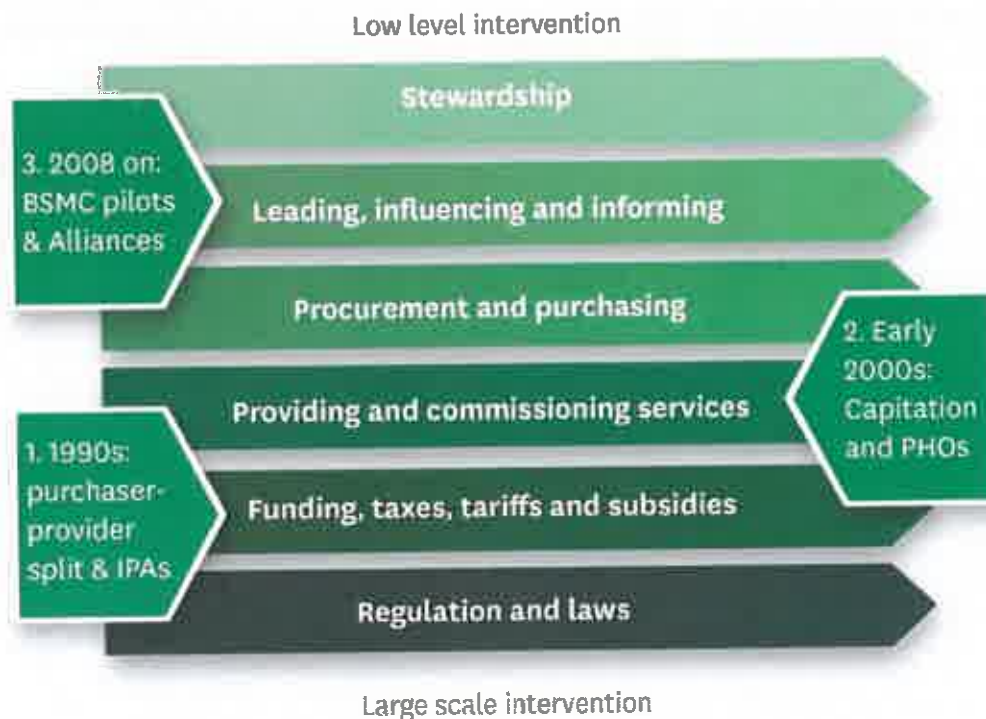 Low level intervention
Stewardship
3. 2008 on:
BSMC pilots
& Alliances
Leading, influencing and informing
Procurement and purchasing
2. Early
2000s:
Capitation
and PHOs
Providing and commissioning services
1. 1990s:
purchaser-
provider
split & IPAs
Funding, taxes, tariffs and subsidies
Regulation and laws
Large scale intervention